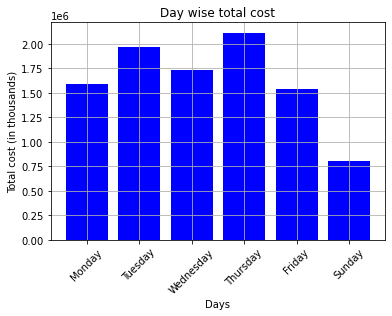 Day wise total cost
1e6
2.00
1.75
1.50
1.25
1.00
0.75
0.50
0.25
0.00
Total cost (in thousands)
Monday
Tuesday
Wednesday
Thursday
Friday
Sunday
Days